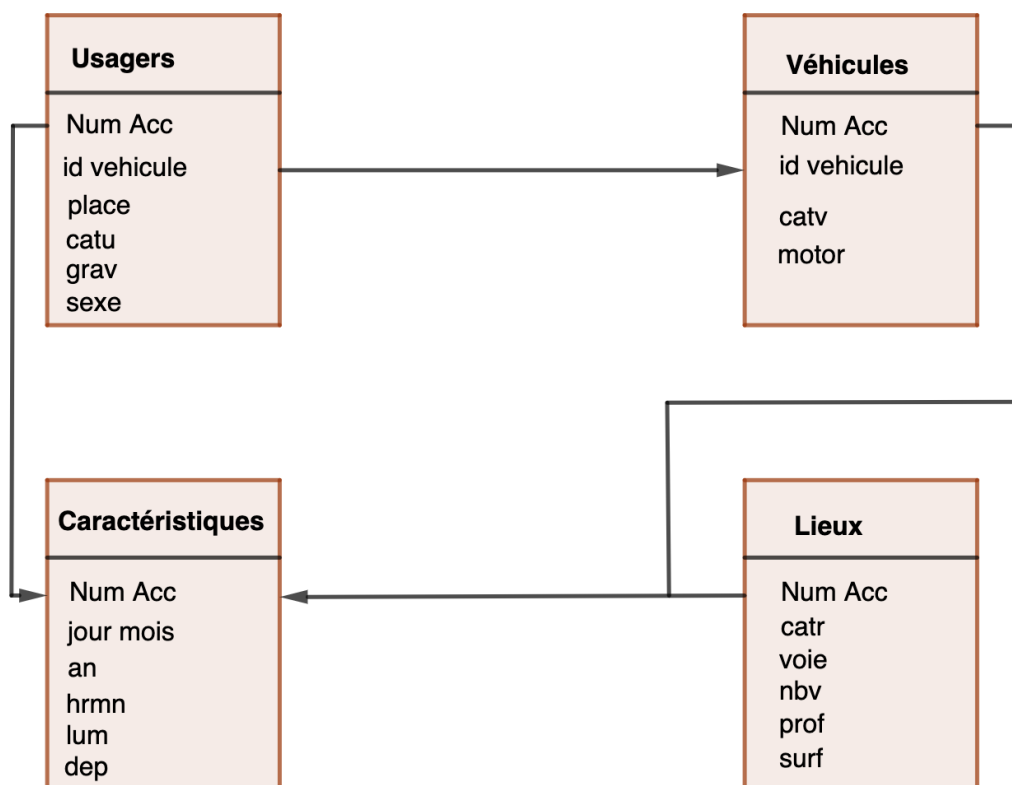 Usagers
Num Acc
id vehicule
place
catu
grav
sexe
Véhicules
Num Acc
id vehicule
catv
motor
Caractéristiques
Num Acc
jour mois
an
hrmn
lum
dep
Lieux
Num Acc
catr
voie
nbv
prof
surf